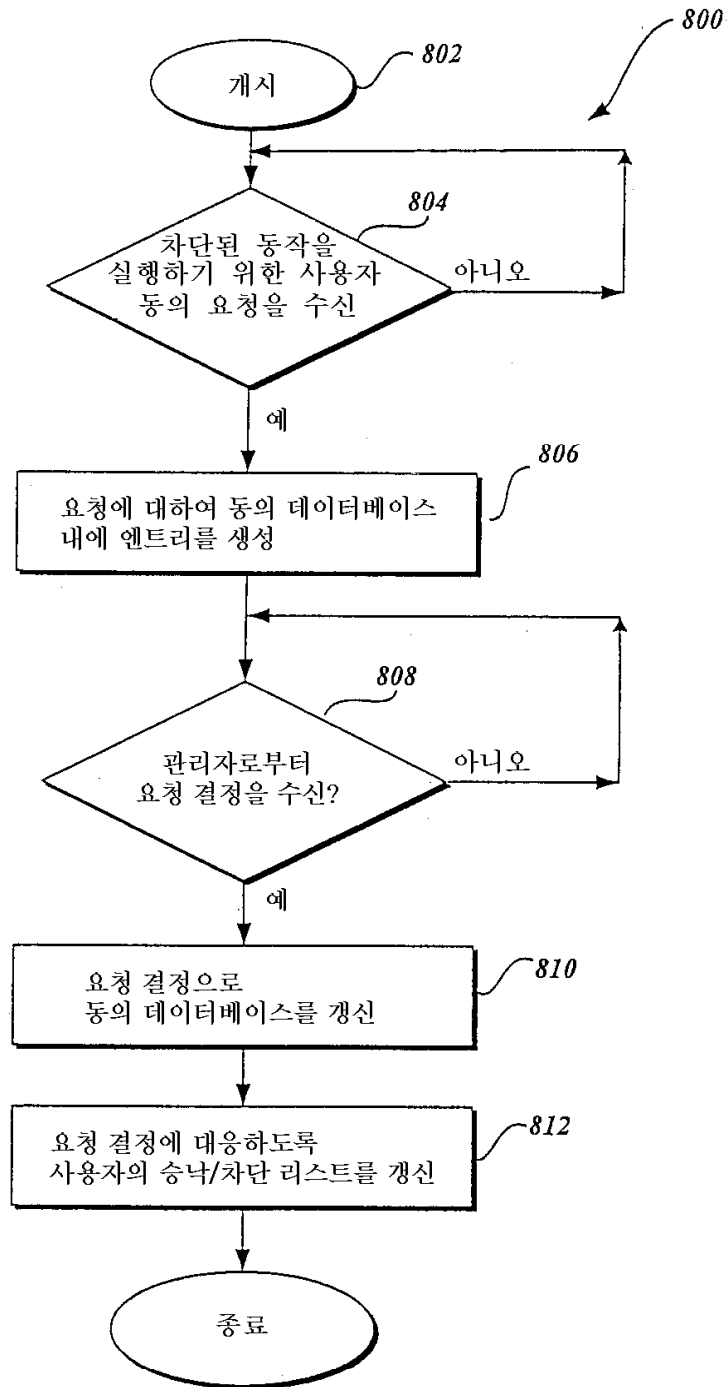 800
개시
802
804
차단된 동작을
실행하기 위한 사용자
동의 요청을 수신
아니오
예
806
요청에 대하여 동의 데이터베이스
내에 엔트리를 생성
808
관리자로부터
요청 결정을 수신?
아니오
예
810
요청 결정으로
동의 데이터베이스를 갱신
812
요청 결정에 대응하도록
사용자의 승낙/차단 리스트를 갱신
종료